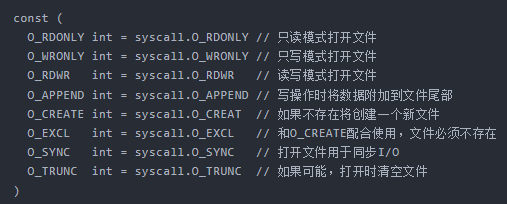 const (
  O_RDONLY int = syscall.O_RDONLY // 只读模式打开文件
  O_WRONLY int = syscall.O_WRONLY // 只写模式打开文件
  O_RDWR   int = syscall.O_RDWR   // 读写模式打开文件
  O_APPEND int = syscall.O_APPEND // 写操作时将数据附加到文件尾部
  O_CREATE int = syscall.O_CREAT  // 如果不存在将创建一个新文件
  O_EXCL   int = syscall.O_EXCL   // 和O_CREATE配合使用，文件必须不存在
  O_SYNC   int = syscall.O_SYNC   // 打开文件用于同步I/O
  O_TRUNC  int = syscall.O_TRUNC  // 如果可能，打开时清空文件
)